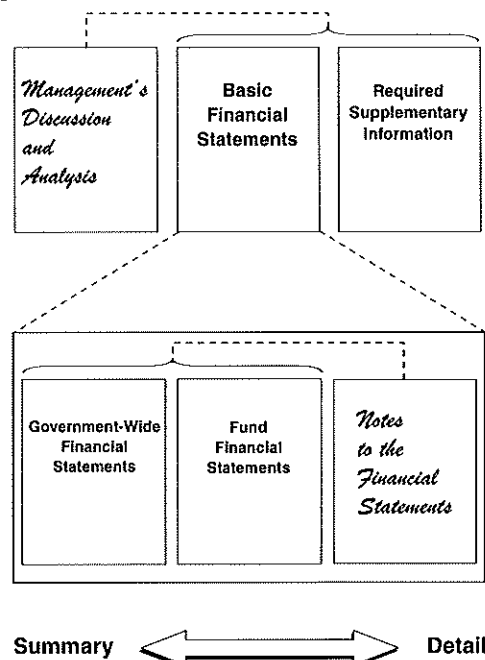 Management's
Discussion
and
Analysis
Basic
Financial
Statements
Required
Supplementary
Information
Government-Wide
Financial
Statements
Fund
Financial
Statements
Notes
to the
Financial
Statements
Summary
Detail